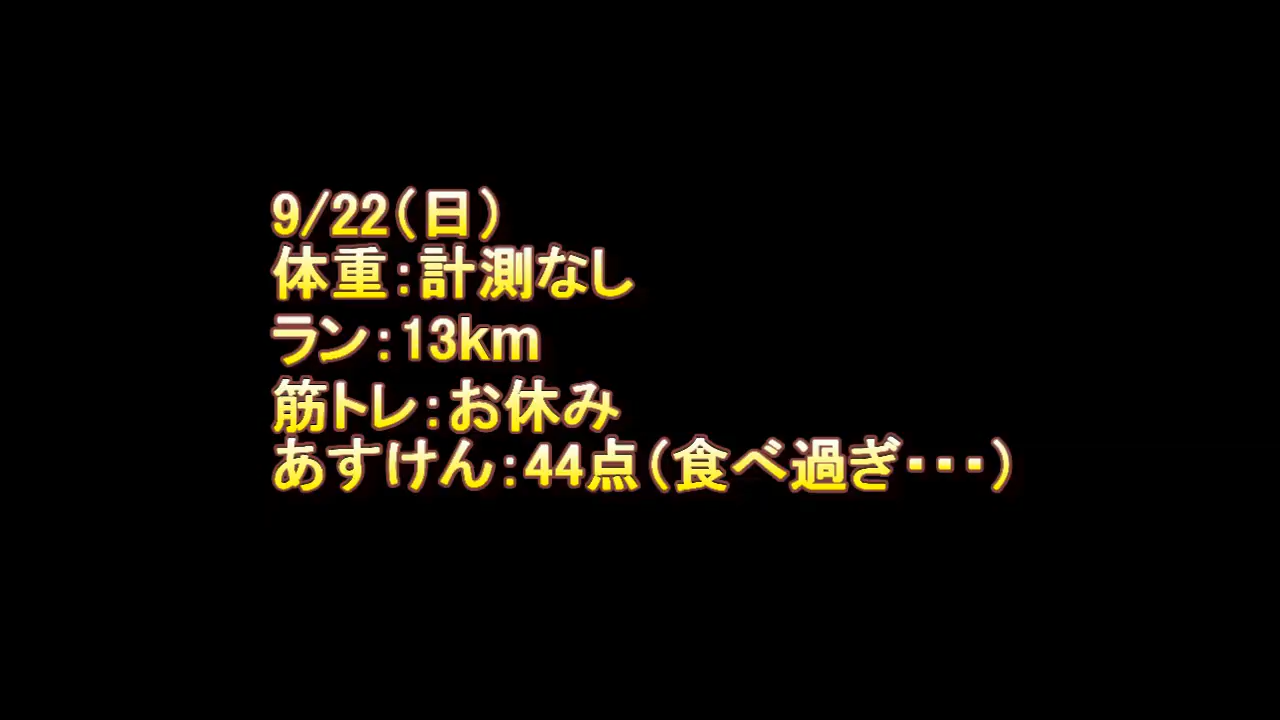 9/22(日)
体重:計測なし
ラン:13km
筋トレ:お休み
あすけん:44点(食べ過ぎ・・・)